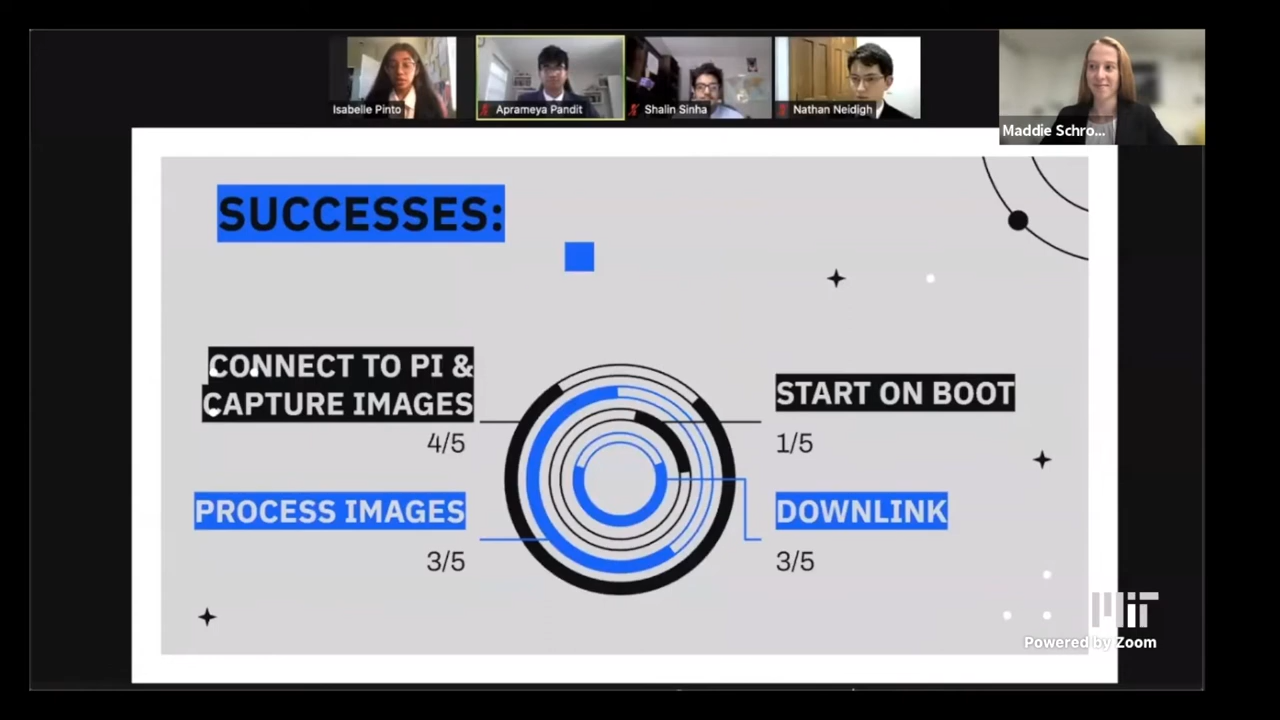 Isabelle Pinto
Aprameya Pandit
Shalin Sinha
Nathan Neidigh
Maddie Schro...
SUCCESSES:
CONNECT TO PI &
CAPTURE IMAGES
4/5
START ON BOOT
1/5
PROCESS IMAGES
3/5
DOWNLINK
3/5
MIT
Powered by Zoom